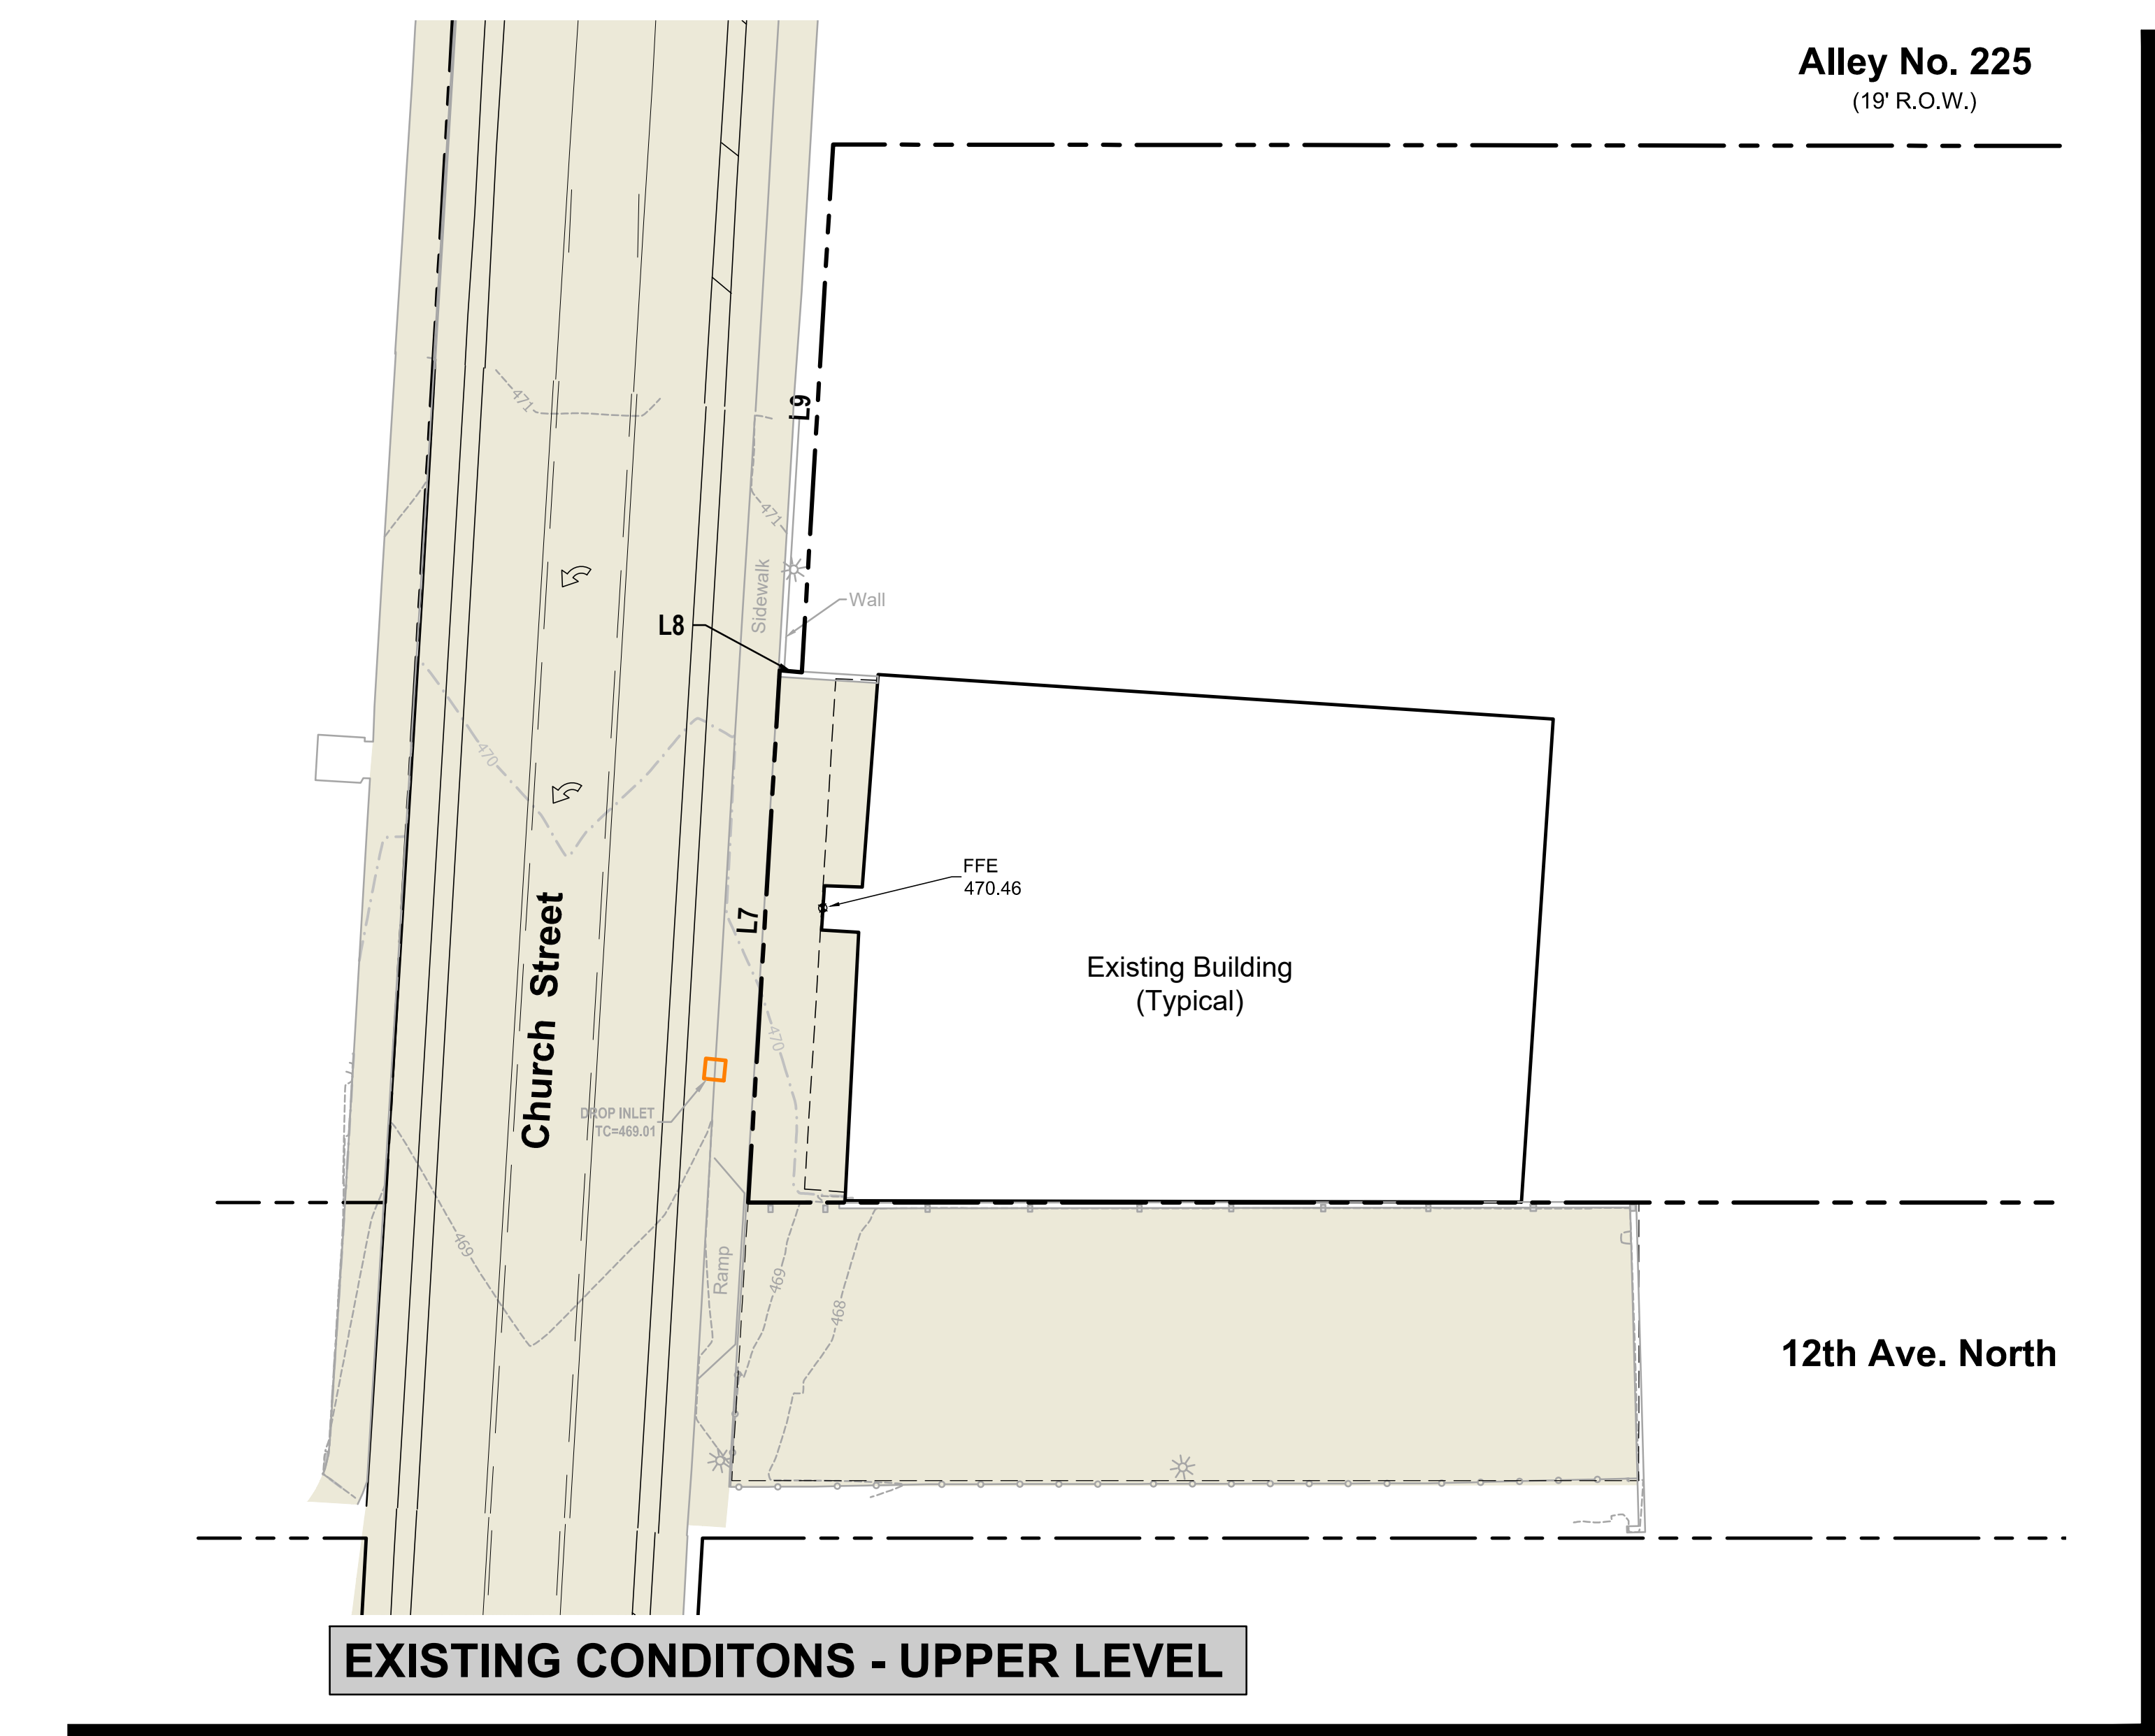 Alley No. 225
(19' R.O.W.)
471
L9
471
Sidewalk
Wall
L8
470
FFE
470.46
L7
Church Street
Existing Building
(Typical)
470
DROP INLET
TC=469.01
469
Ramp
469
468
12th Ave. North
EXISTING CONDITONS - UPPER LEVEL